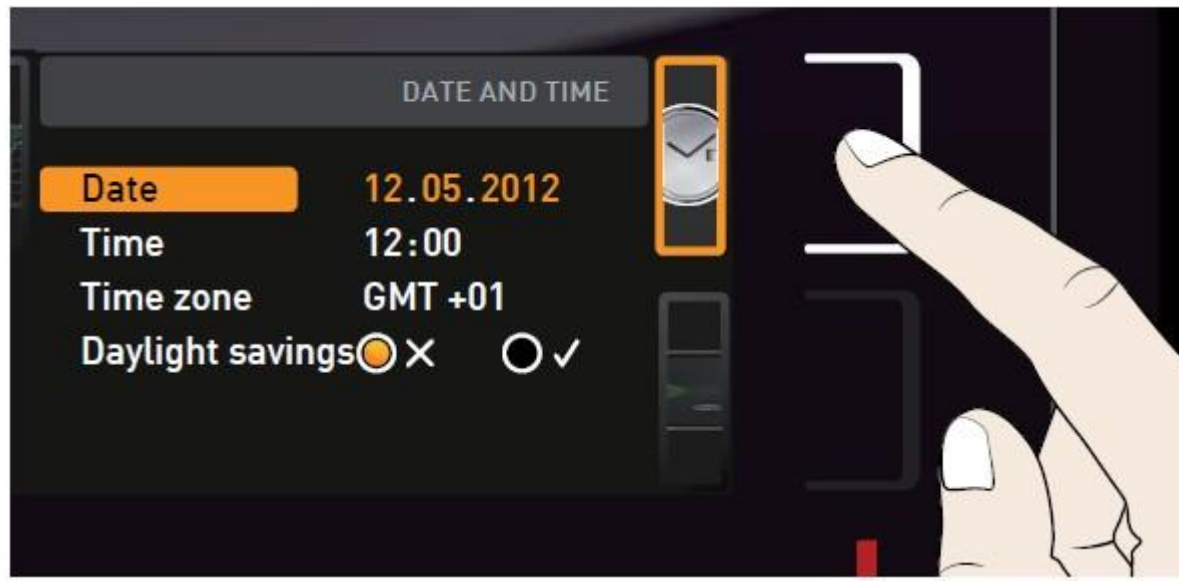 DATE AND TIME
Date 12.05.2012
Time 12:00
Time zone GMT +01
Daylight savings